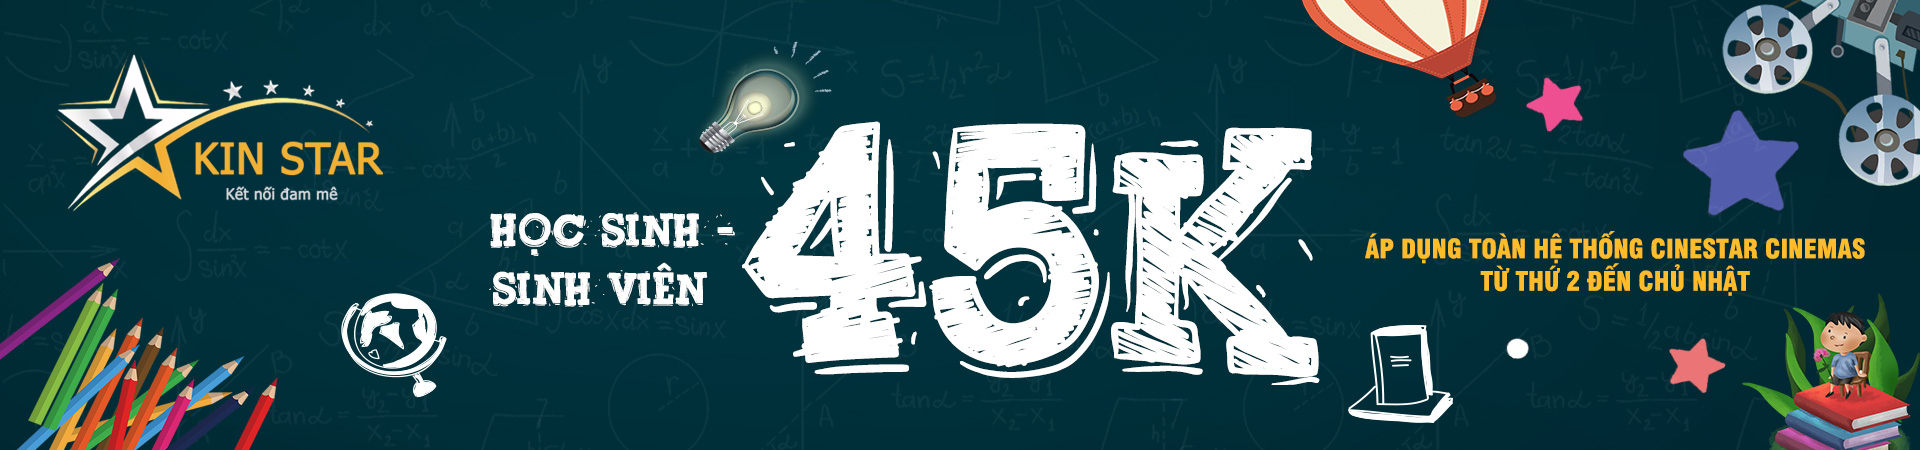 KIN STAR
Kết nối đam mê
HỌC SINH -
SINH VIÊN
45K
ÁP DỤNG TOÀN HỆ THỐNG CINESTAR CINEMAS
TỪ THỨ 2 ĐẾN CHỦ NHẬT